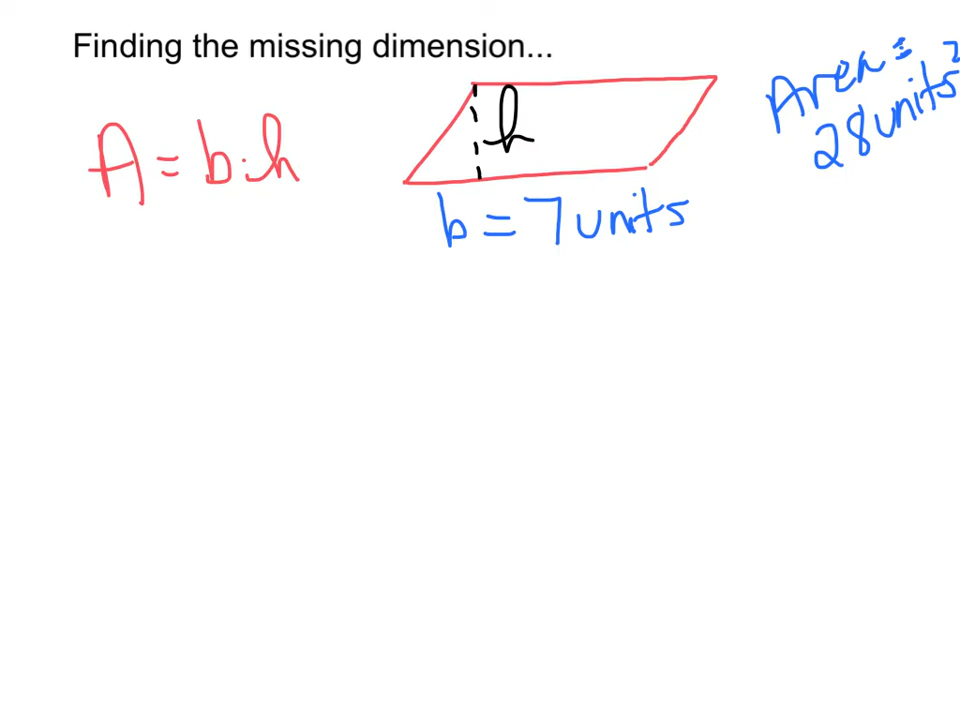 Finding the missing dimension...
A = b·h
h
b = 7 units
Area =
28 units²